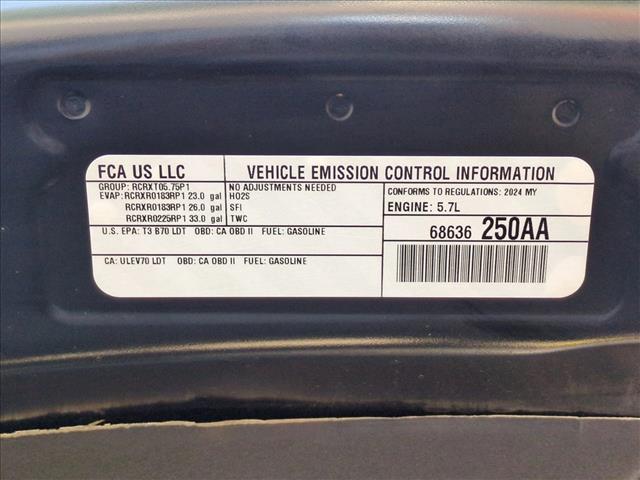 FCA US LLC
VEHICLE EMISSION CONTROL INFORMATION
GROUP: RCRXT05.75P1
EVAP: RCRXR0183RP1 23.0 gal
RCRXR0183RP1 26.0 gal
RCRXR0225RP1 33.0 gal
NO ADJUSTMENTS NEEDED
HO2S
SFI
TWC
CONFORMS TO REGULATIONS: 2024 MY
ENGINE: 5.7L
U.S. EPA: T3 B70 LDT OBD: CA OBD II FUEL: GASOLINE
CA: ULEV70 LDT OBD: CA OBD II FUEL: GASOLINE
68636 250AA